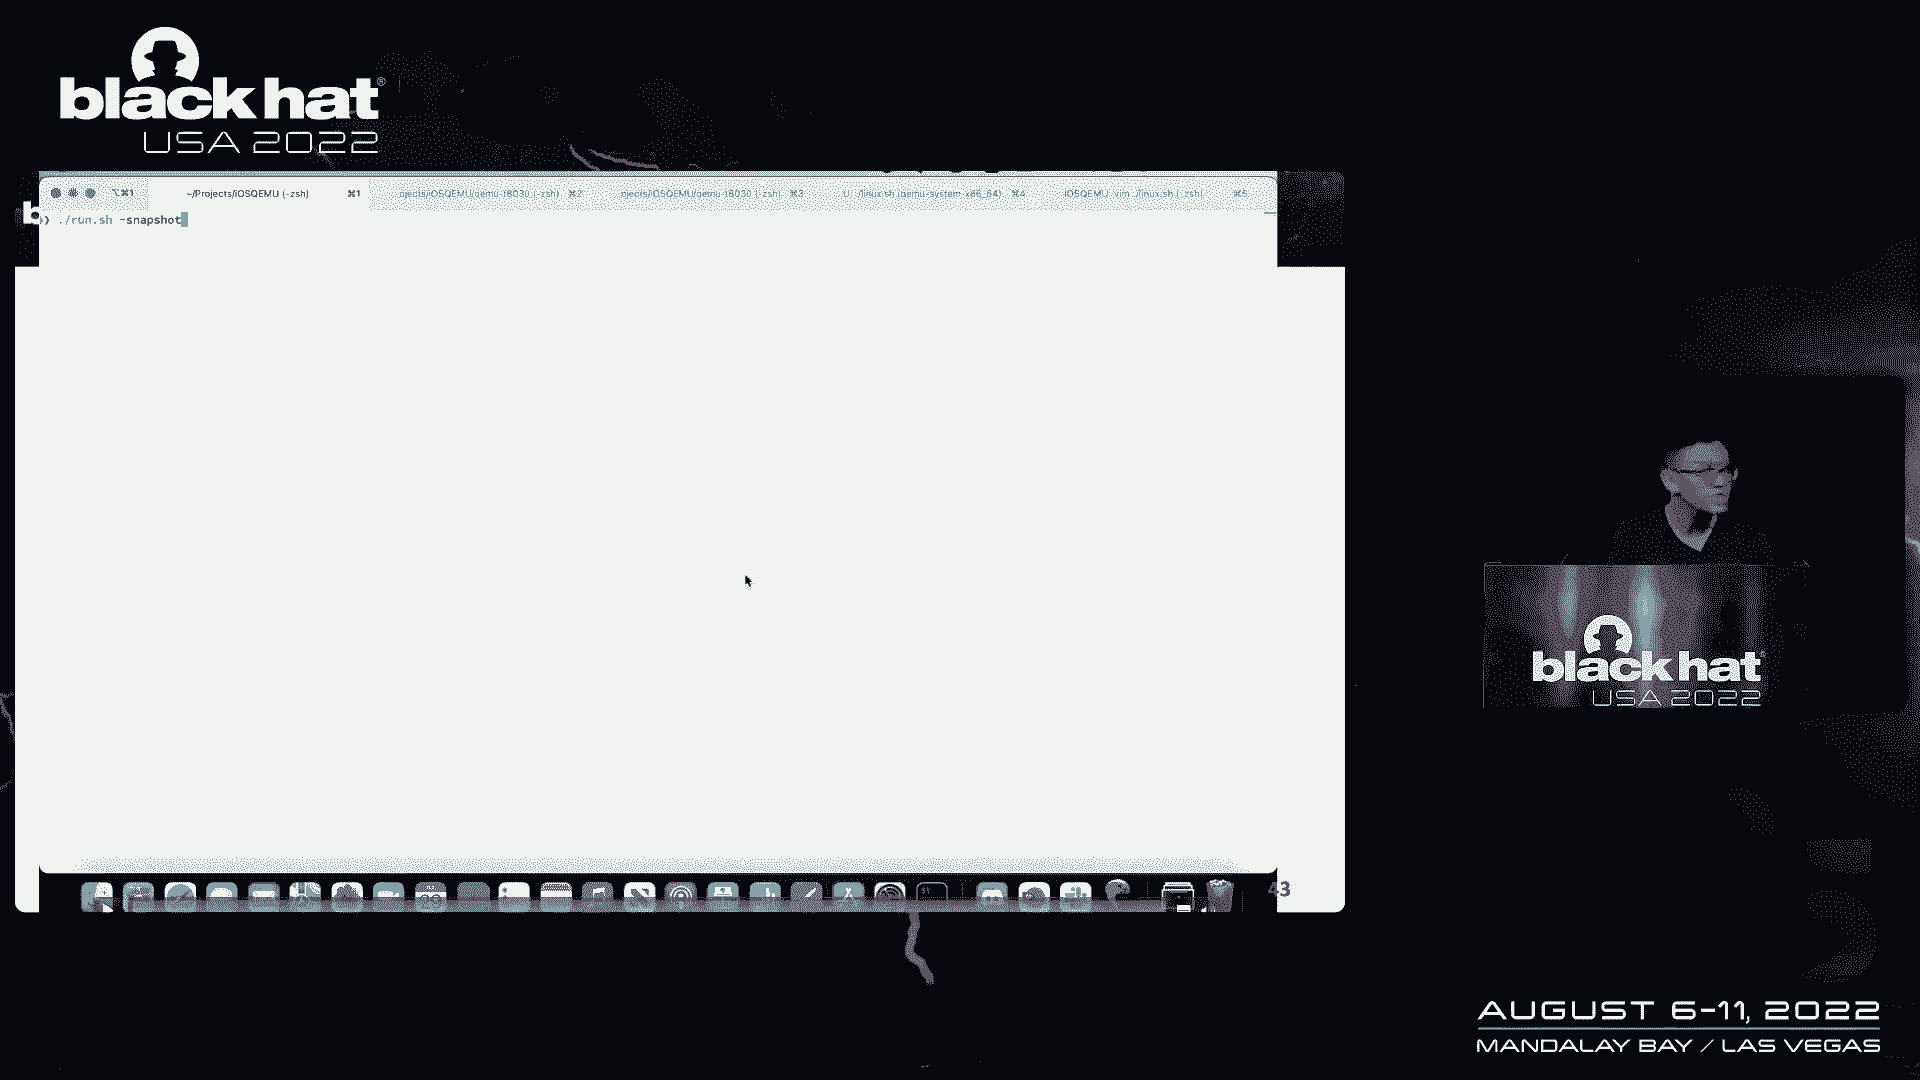 black hat®
USA 2022
⌥⌘1 ~/Projects/iOSQEMU (-zsh) ⌘1 ojects/iOSQEMU/qemu-t8030 (-zsh) ⌘2 ojects/iOSQEMU/qemu-t8030 (-zsh) ⌘3 ./linux.sh (qemu-system-x86_64) ⌘4 iOSQEMU: vim ./linux.sh (-zsh) ⌘5
❯ ./run.sh -snapshot
43
black hat
USA 2022
AUGUST 6-11, 2022
MANDALAY BAY / LAS VEGAS